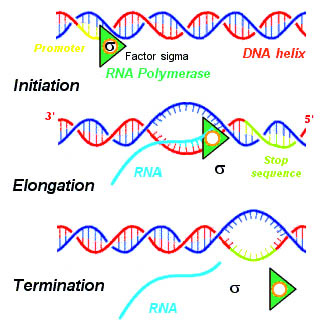 Promoter
σ
Factor sigma
RNA Polymerase
DNA helix
Initiation
3'
5'
RNA
σ
Stop
sequence
Elongation
σ
Termination
RNA